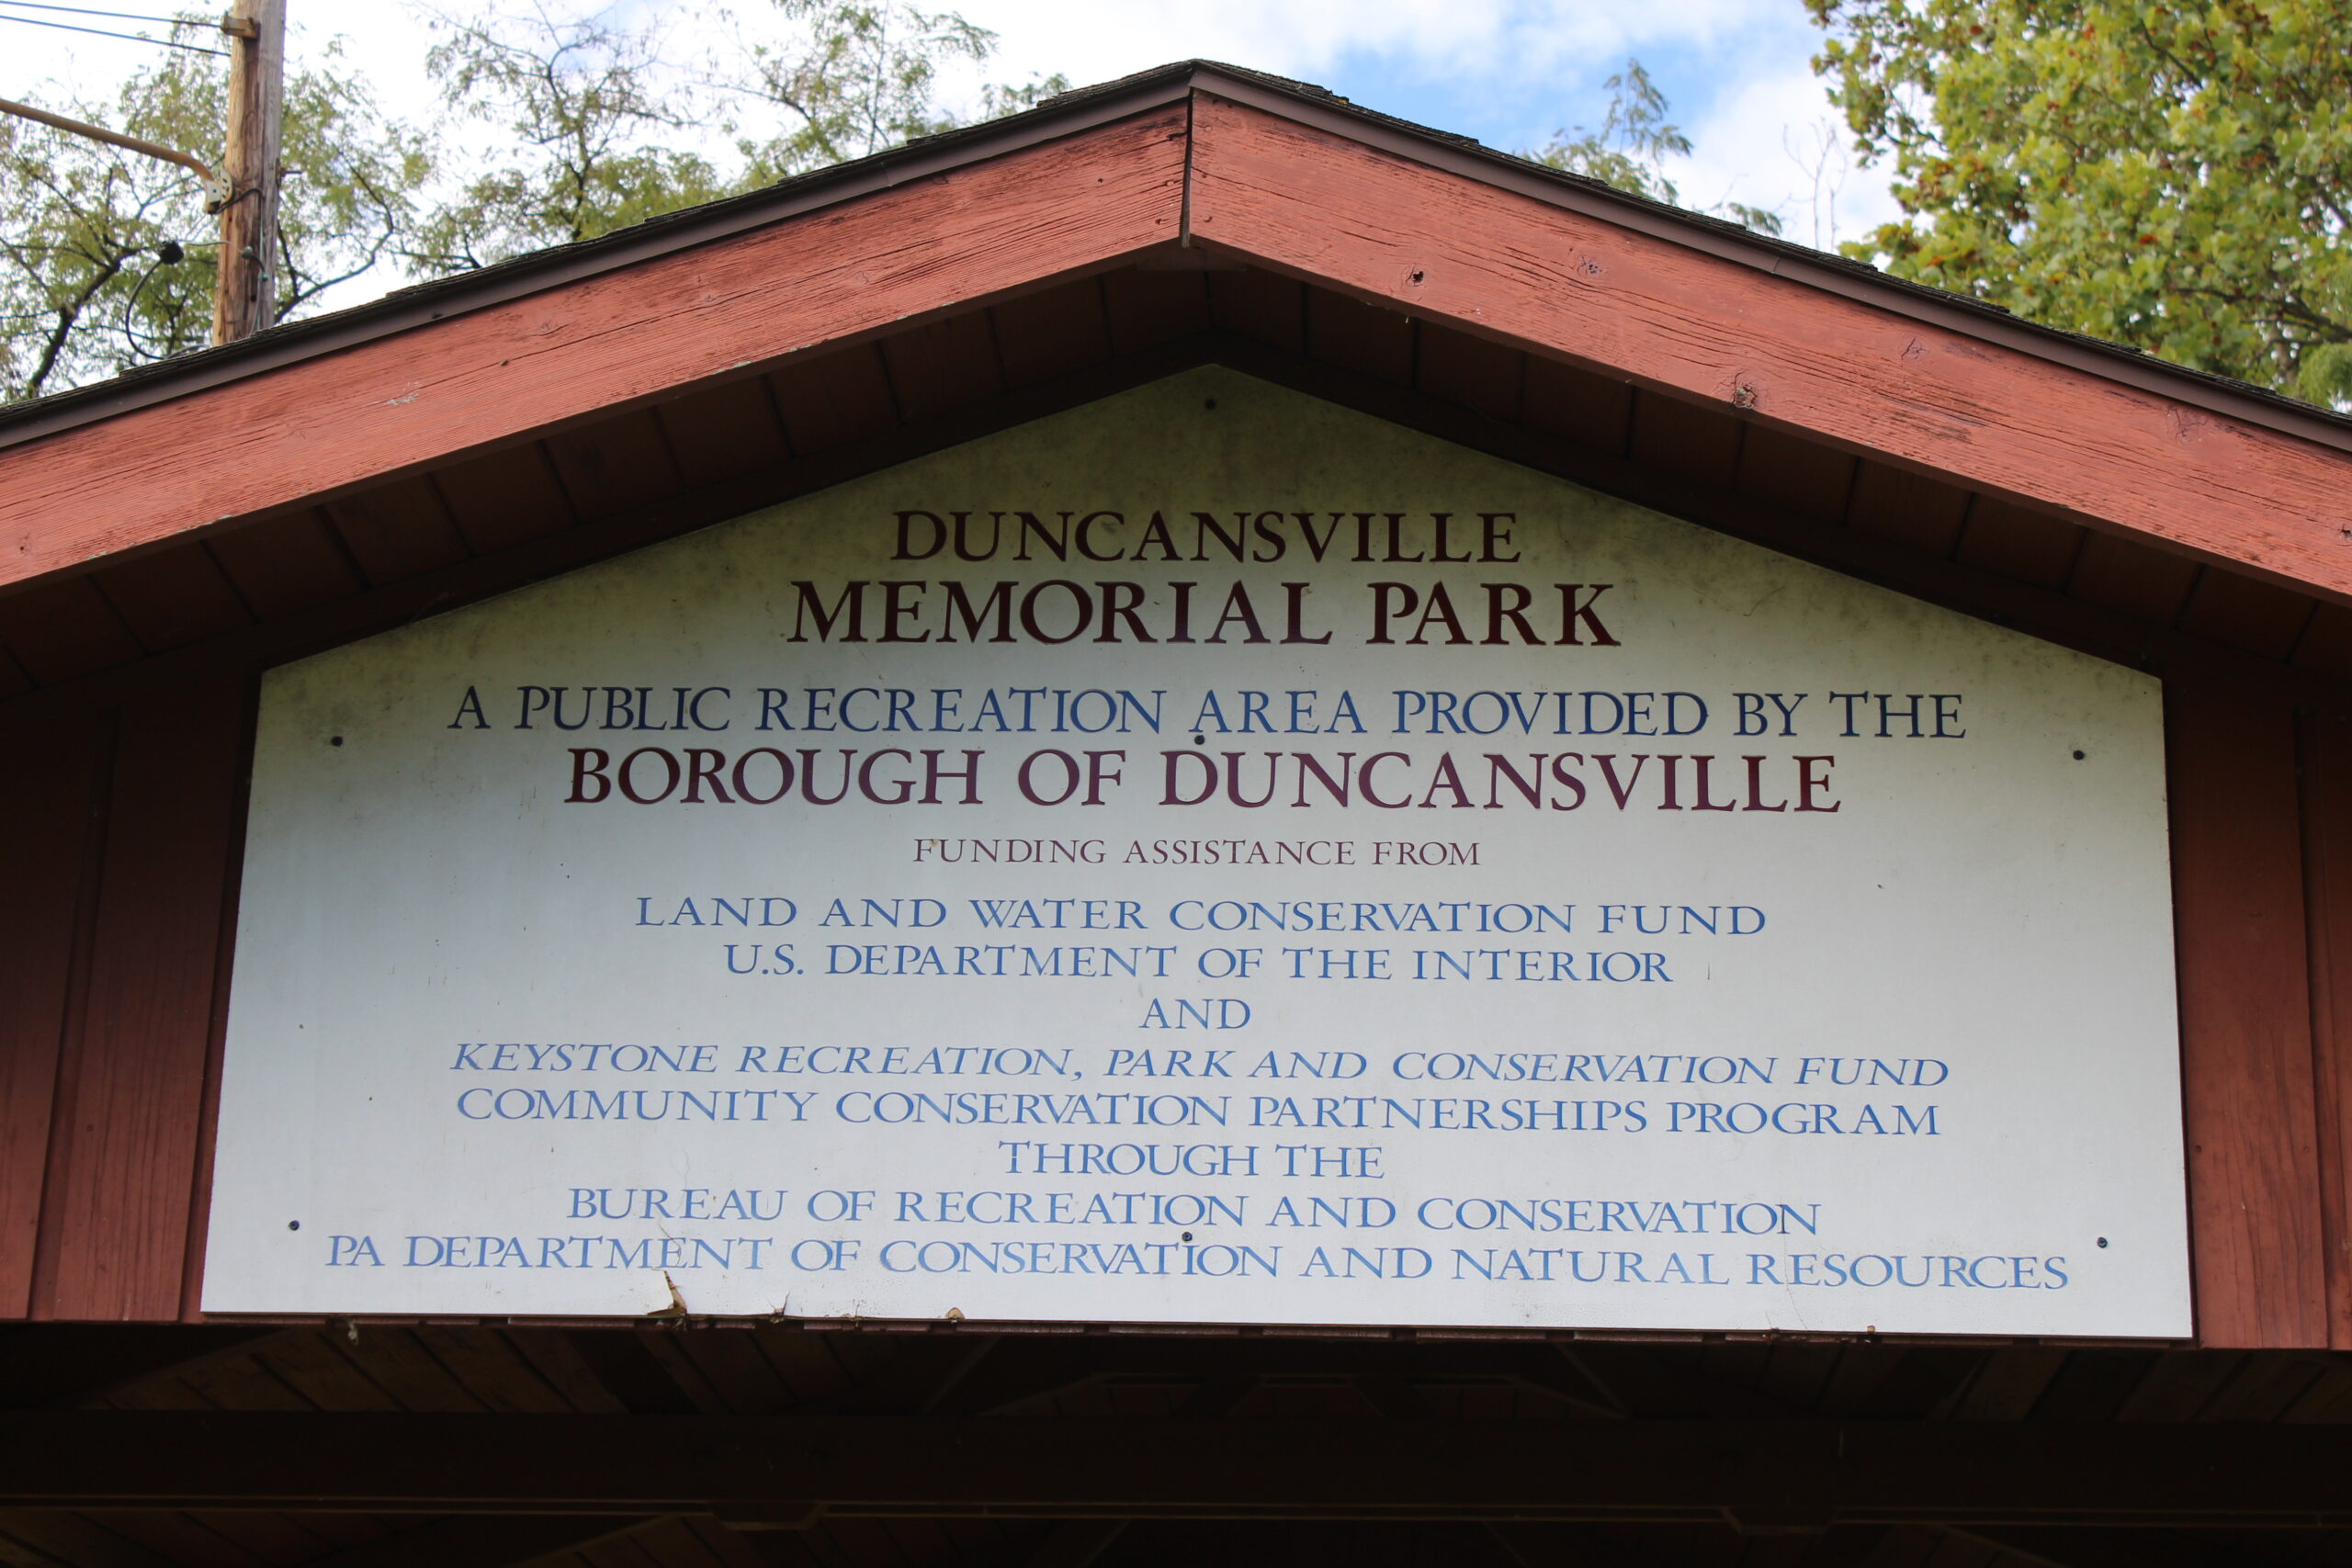 DUNCANSVILLE
MEMORIAL PARK
A PUBLIC RECREATION AREA PROVIDED BY THE
BOROUGH OF DUNCANSVILLE
FUNDING ASSISTANCE FROM
LAND AND WATER CONSERVATION FUND
U.S. DEPARTMENT OF THE INTERIOR
AND
KEYSTONE RECREATION, PARK AND CONSERVATION FUND
COMMUNITY CONSERVATION PARTNERSHIPS PROGRAM
THROUGH THE
BUREAU OF RECREATION AND CONSERVATION
PA DEPARTMENT OF CONSERVATION AND NATURAL RESOURCES